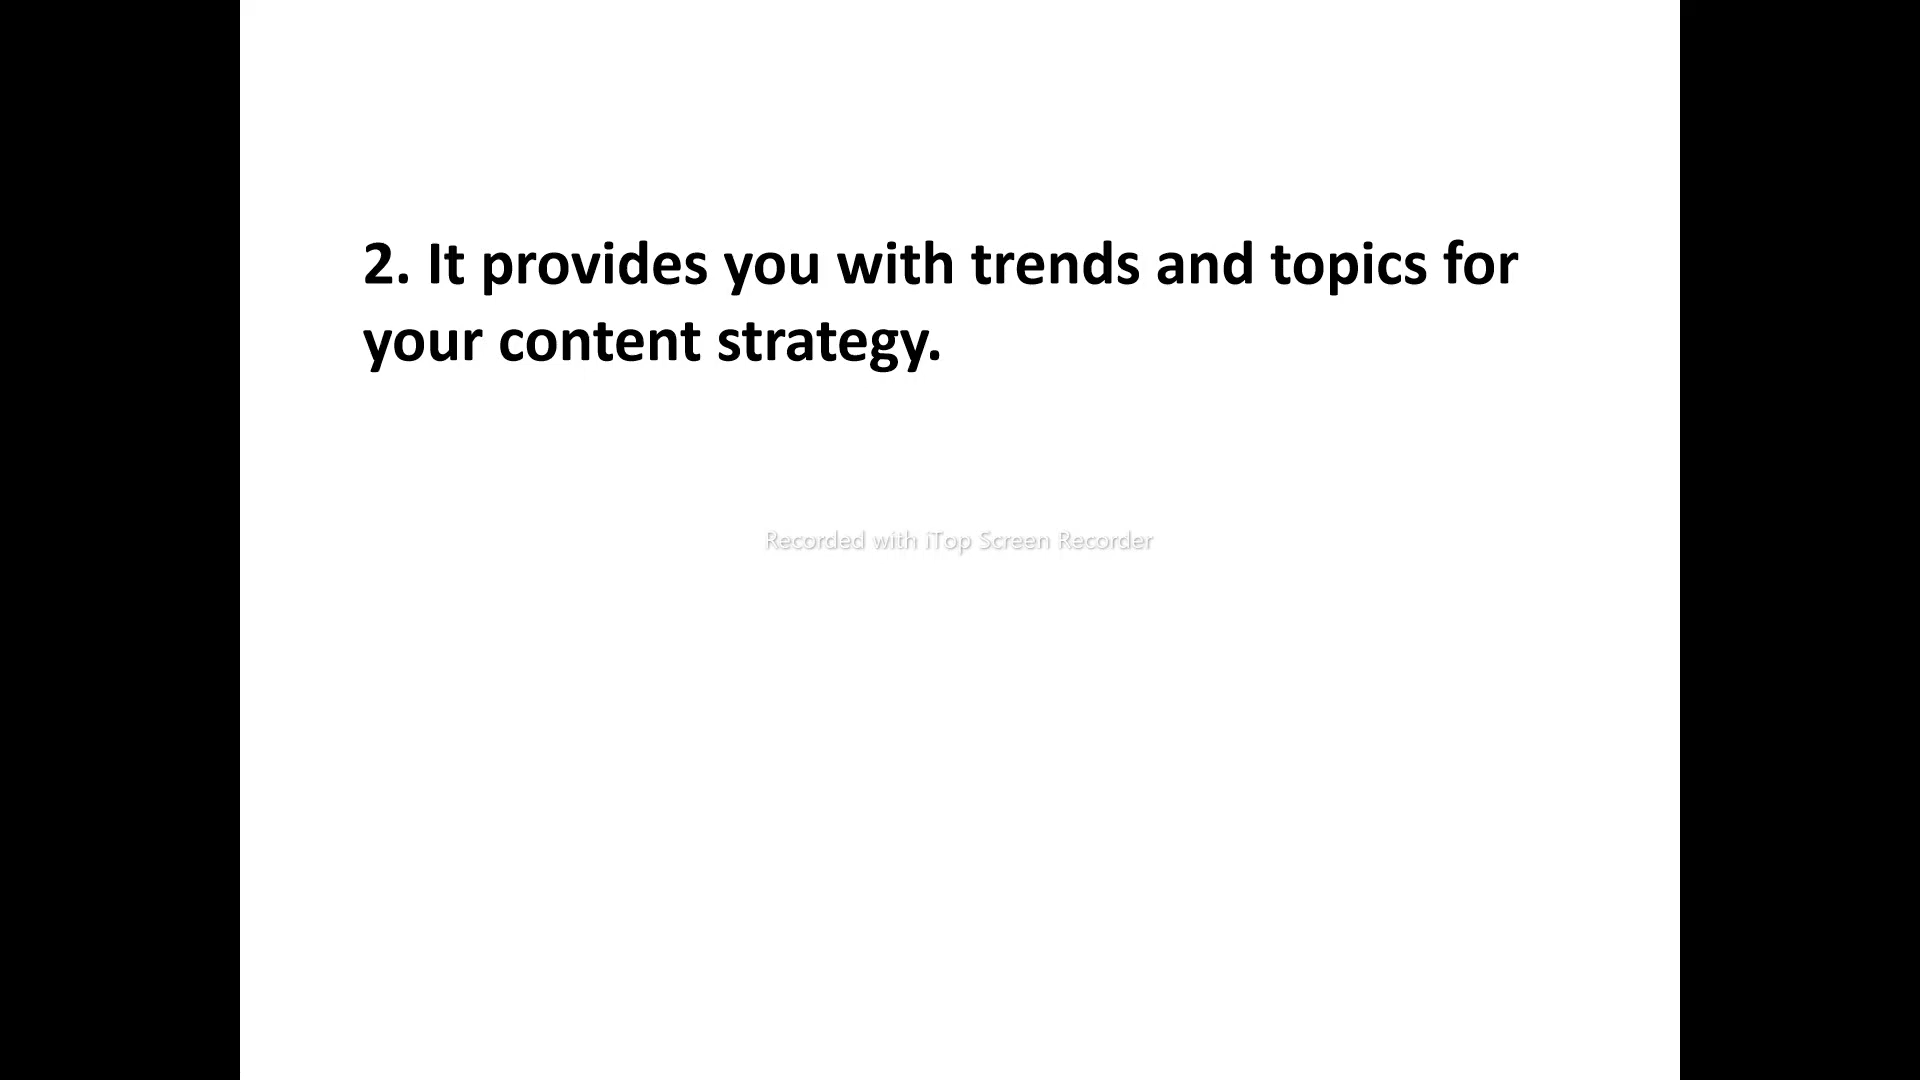 2. It provides you with trends and topics for
your content strategy.
Recorded with iTop Screen Recorder